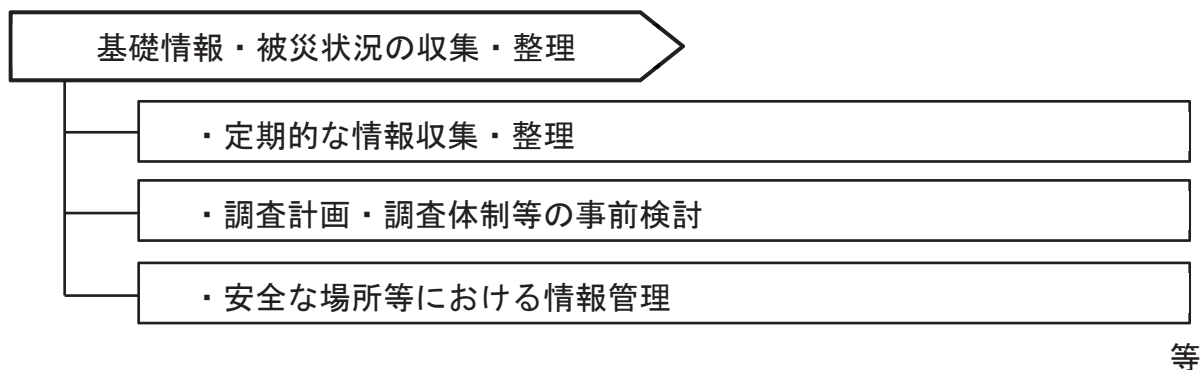 基礎情報・被災状況の収集・整理
・定期的な情報収集・整理
・調査計画・調査体制等の事前検討
・安全な場所等における情報管理
等